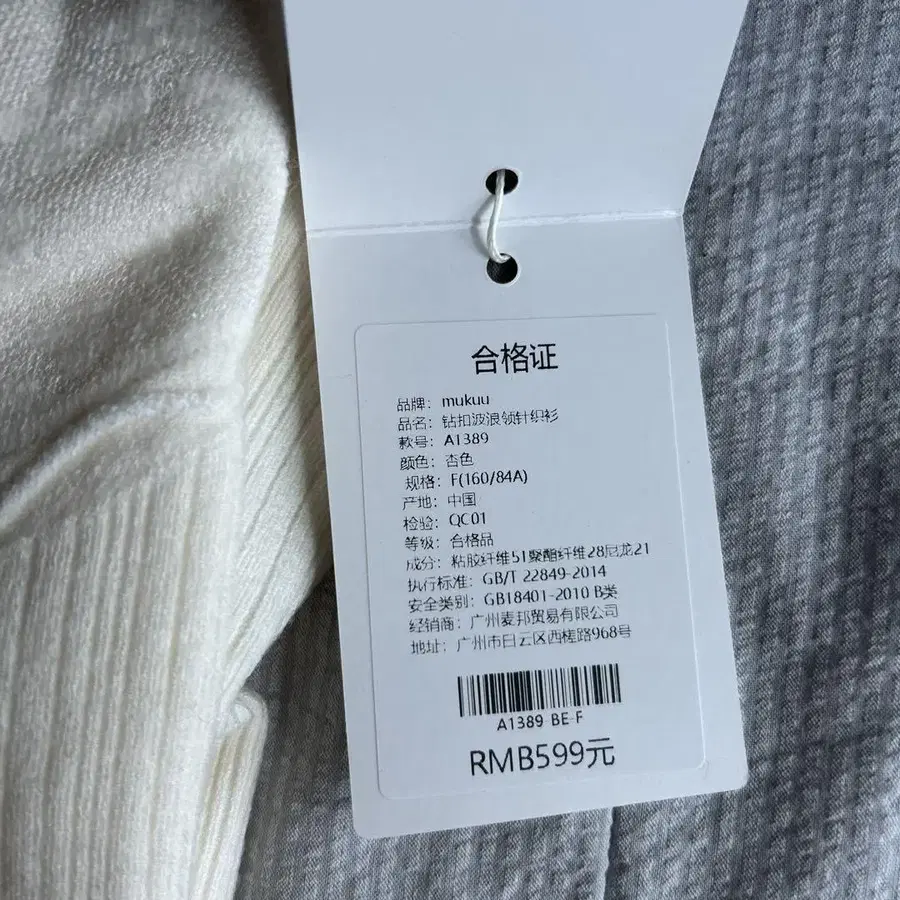 合格证
品牌：mukuu
品名：钻扣波浪领针织衫
款号：A1389
颜色：杏色
规格：F(160/84A)
产地：中国
检验：QC01
等级：合格品
成分：粘胶纤维51聚酯纤维28尼龙21
执行标准：GB/T 22849-2014
安全类别：GB18401-2010 B类
经销商：广州麦邦贸易有限公司
地址：广州市白云区西槎路968号
A1389 BE-F
RMB599元